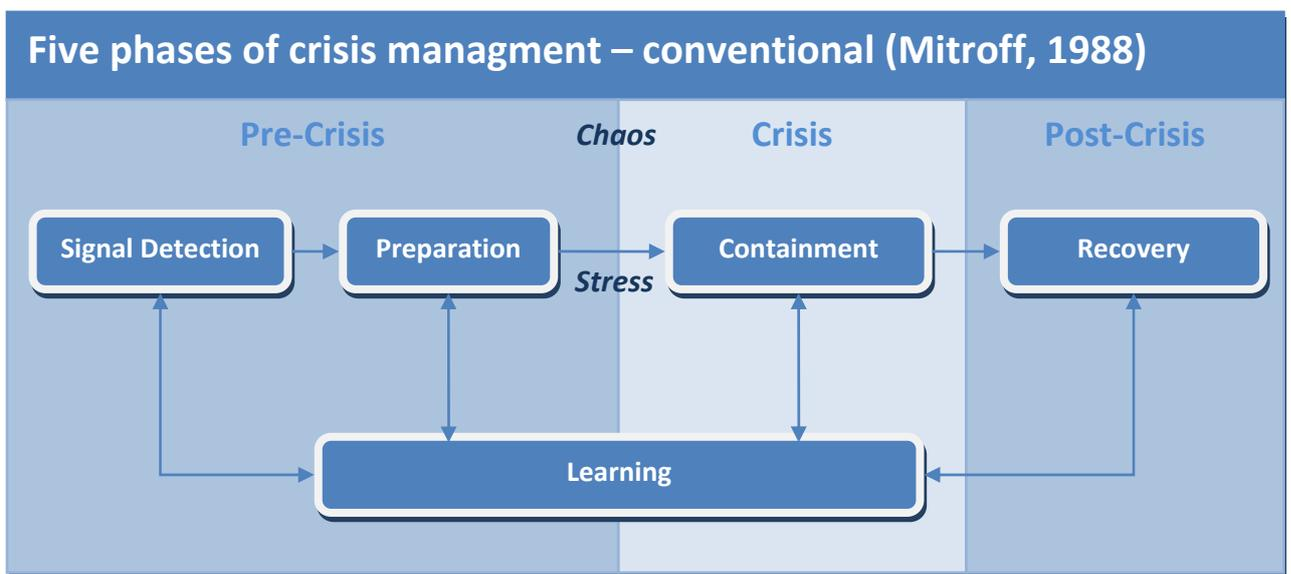 Five phases of crisis managment – conventional (Mitroff, 1988)
Pre-Crisis
Chaos
Crisis
Post-Crisis
Signal Detection
Preparation
Containment
Recovery
Stress
Learning